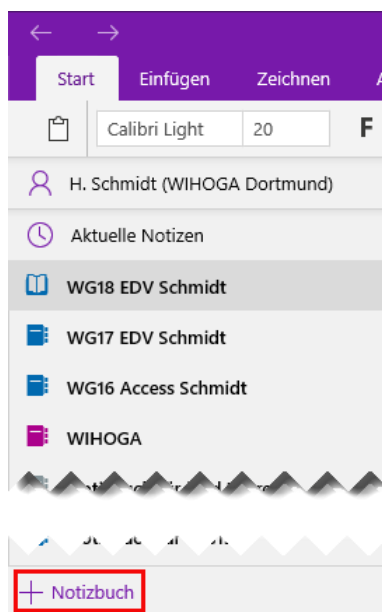 Start Einfügen Zeichnen
Calibri Light 20 F
H. Schmidt (WIHOGA Dortmund)
Aktuelle Notizen
WG18 EDV Schmidt
WG17 EDV Schmidt
WG16 Access Schmidt
WIHOGA
Notizbuch